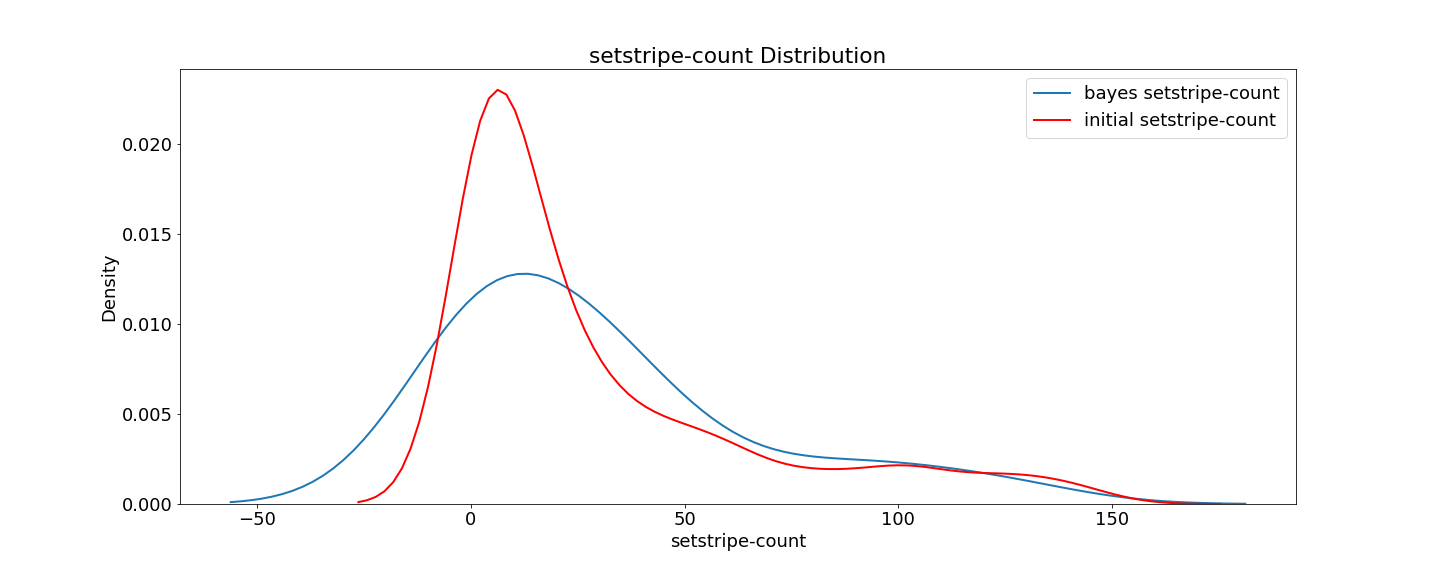 setstripe-count Distribution
bayes setstripe-count
initial setstripe-count
Density
0.020
0.015
0.010
0.005
0.000
−50
0
50
100
150
setstripe-count